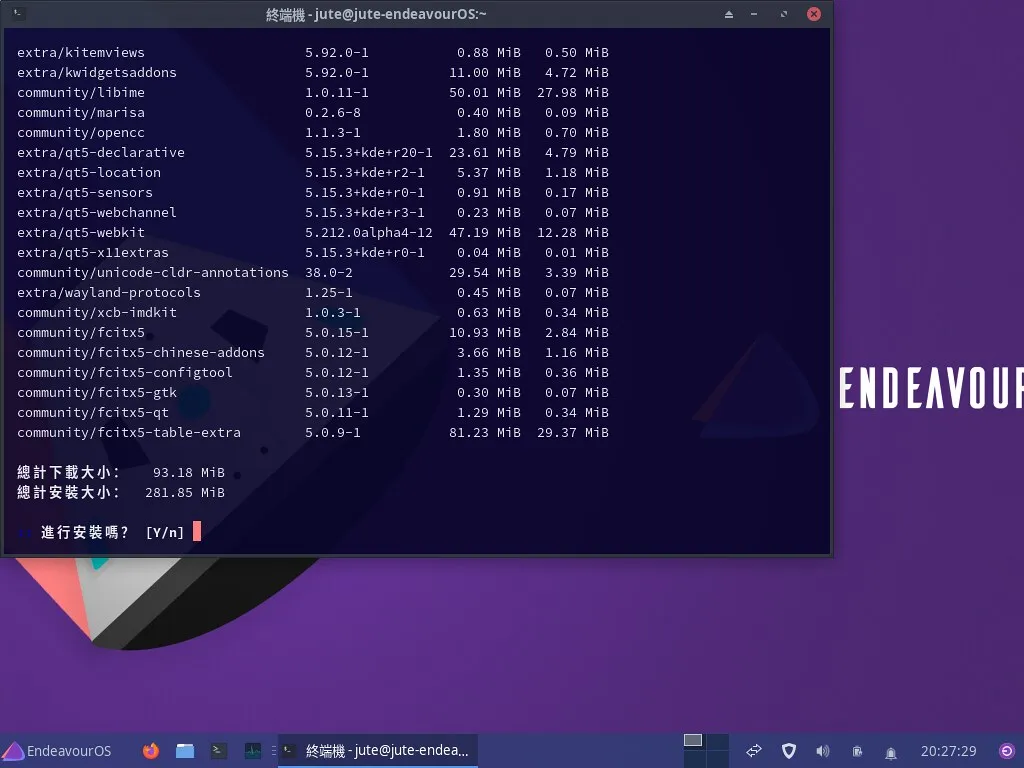 終端機 - jute@jute-endeavourOS:~
extra/kitemviews 5.92.0-1 0.88 MiB 0.50 MiB
extra/kwidgetsaddons 5.92.0-1 11.00 MiB 4.72 MiB
community/libime 1.0.11-1 50.01 MiB 27.98 MiB
community/marisa 0.2.6-8 0.40 MiB 0.09 MiB
community/opencc 1.1.3-1 1.80 MiB 0.70 MiB
extra/qt5-declarative 5.15.3+kde+r20-1 23.61 MiB 4.79 MiB
extra/qt5-location 5.15.3+kde+r2-1 5.37 MiB 1.18 MiB
extra/qt5-sensors 5.15.3+kde+r0-1 0.91 MiB 0.17 MiB
extra/qt5-webchannel 5.15.3+kde+r3-1 0.23 MiB 0.07 MiB
extra/qt5-webkit 5.212.0alpha4-12 47.19 MiB 12.28 MiB
extra/qt5-x11extras 5.15.3+kde+r0-1 0.04 MiB 0.01 MiB
community/unicode-cldr-annotations 38.0-2 29.54 MiB 3.39 MiB
extra/wayland-protocols 1.25-1 0.45 MiB 0.07 MiB
community/xcb-imdkit 1.0.3-1 0.63 MiB 0.34 MiB
community/fcitx5 5.0.15-1 10.93 MiB 2.84 MiB
community/fcitx5-chinese-addons 5.0.12-1 3.66 MiB 1.16 MiB
community/fcitx5-configtool 5.0.12-1 1.35 MiB 0.36 MiB
community/fcitx5-gtk 5.0.13-1 0.30 MiB 0.07 MiB
community/fcitx5-qt 5.0.11-1 1.29 MiB 0.34 MiB
community/fcitx5-table-extra 5.0.9-1 81.23 MiB 29.37 MiB
總計下載大小： 93.18 MiB
總計安裝大小： 281.85 MiB
:: 進行安裝嗎？ [Y/n]
ENDEAVOUR
EndeavourOS
終端機 - jute@jute-endea...
20:27:29